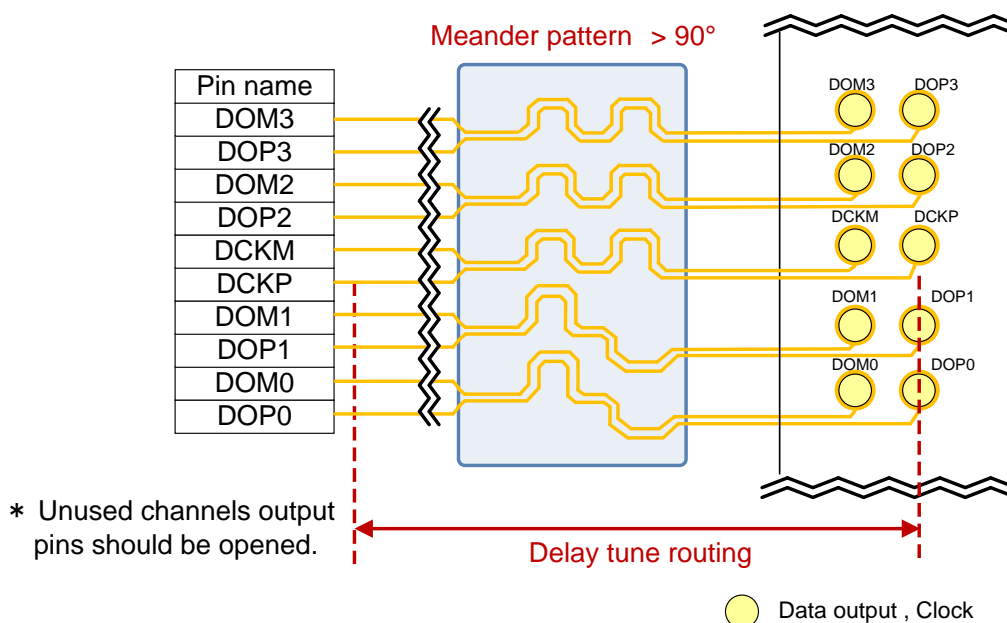 Meander pattern > 90°
Pin name
DOM3
DOP3
DOM2
DOP2
DCKM
DCKP
DOM1
DOP1
DOM0
DOP0
DOM3 DOP3
DOM2 DOP2
DCKM DCKP
DOM1 DOP1
DOM0 DOP0
* Unused channels output
pins should be opened.
Delay tune routing
Data output , Clock